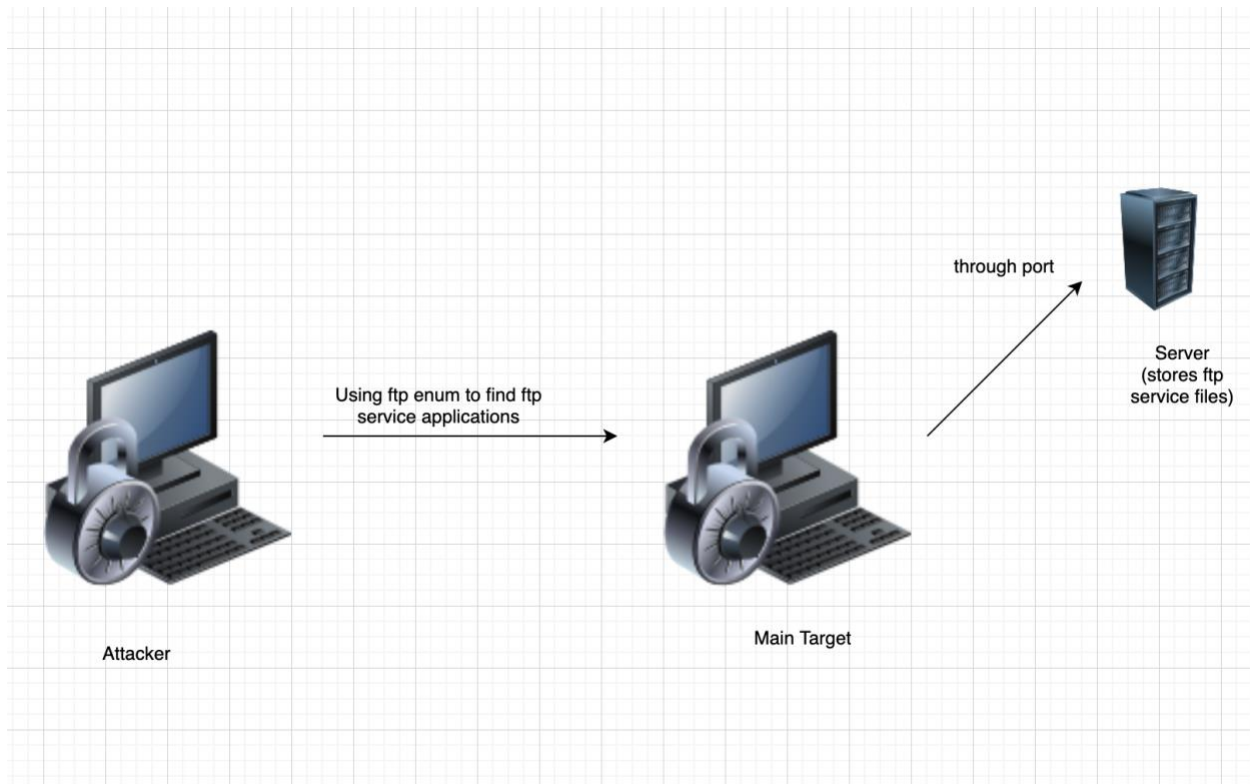 through port
Server
(stores ftp
service files)
Using ftp enum to find ftp
service applications
Main Target
Attacker